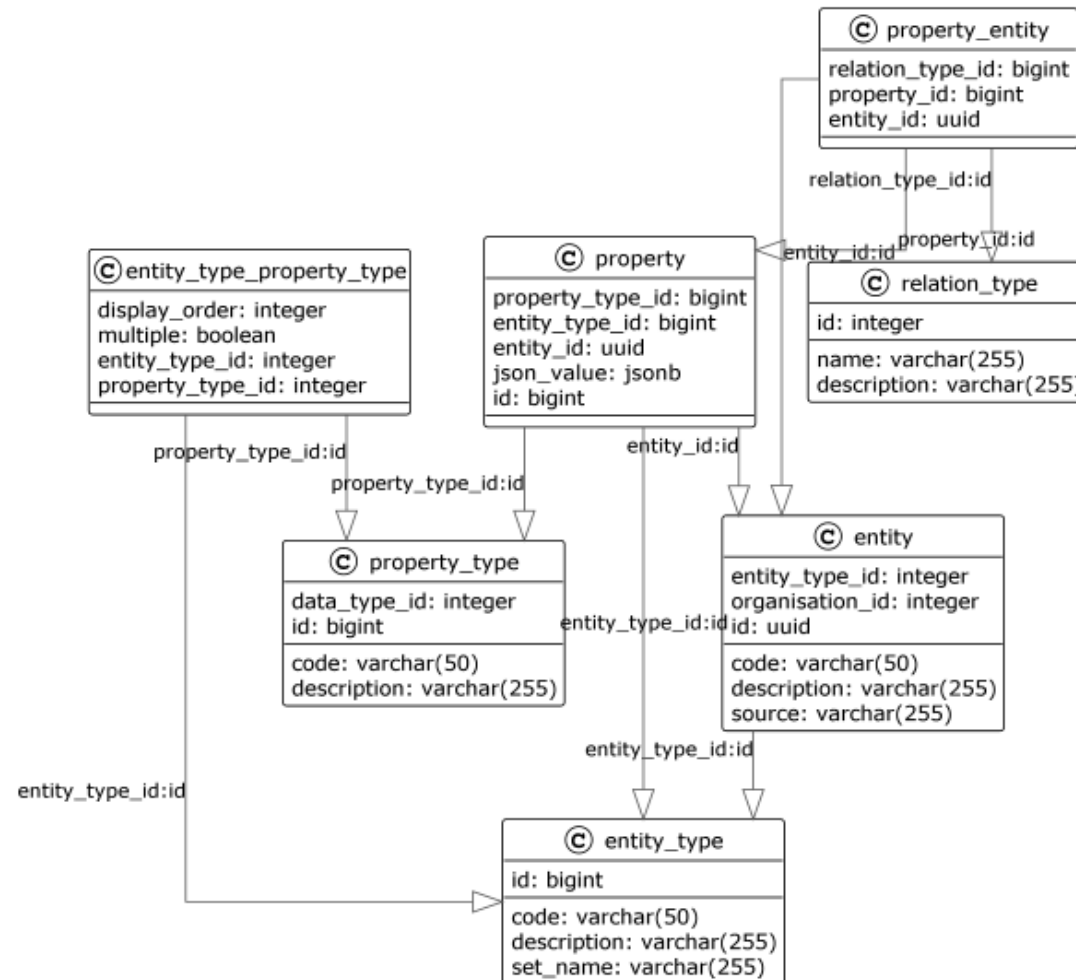 C property_entity
relation_type_id: bigint
property_id: bigint
entity_id: uuid
relation_type_id:id
property_id:id
entity_id:id
C entity_type_property_type
display_order: integer
multiple: boolean
entity_type_id: integer
property_type_id: integer
C property
property_type_id: bigint
entity_type_id: bigint
entity_id: uuid
json_value: jsonb
id: bigint
C relation_type
id: integer
name: varchar(255)
description: varchar(255)
property_type_id:id
property_type_id:id
entity_id:id
C property_type
data_type_id: integer
id: bigint
code: varchar(50)
description: varchar(255)
entity_type_id:id
C entity
entity_type_id: integer
organisation_id: integer
id: uuid
code: varchar(50)
description: varchar(255)
source: varchar(255)
entity_type_id:id
entity_type_id:id
C entity_type
id: bigint
code: varchar(50)
description: varchar(255)
set_name: varchar(255)